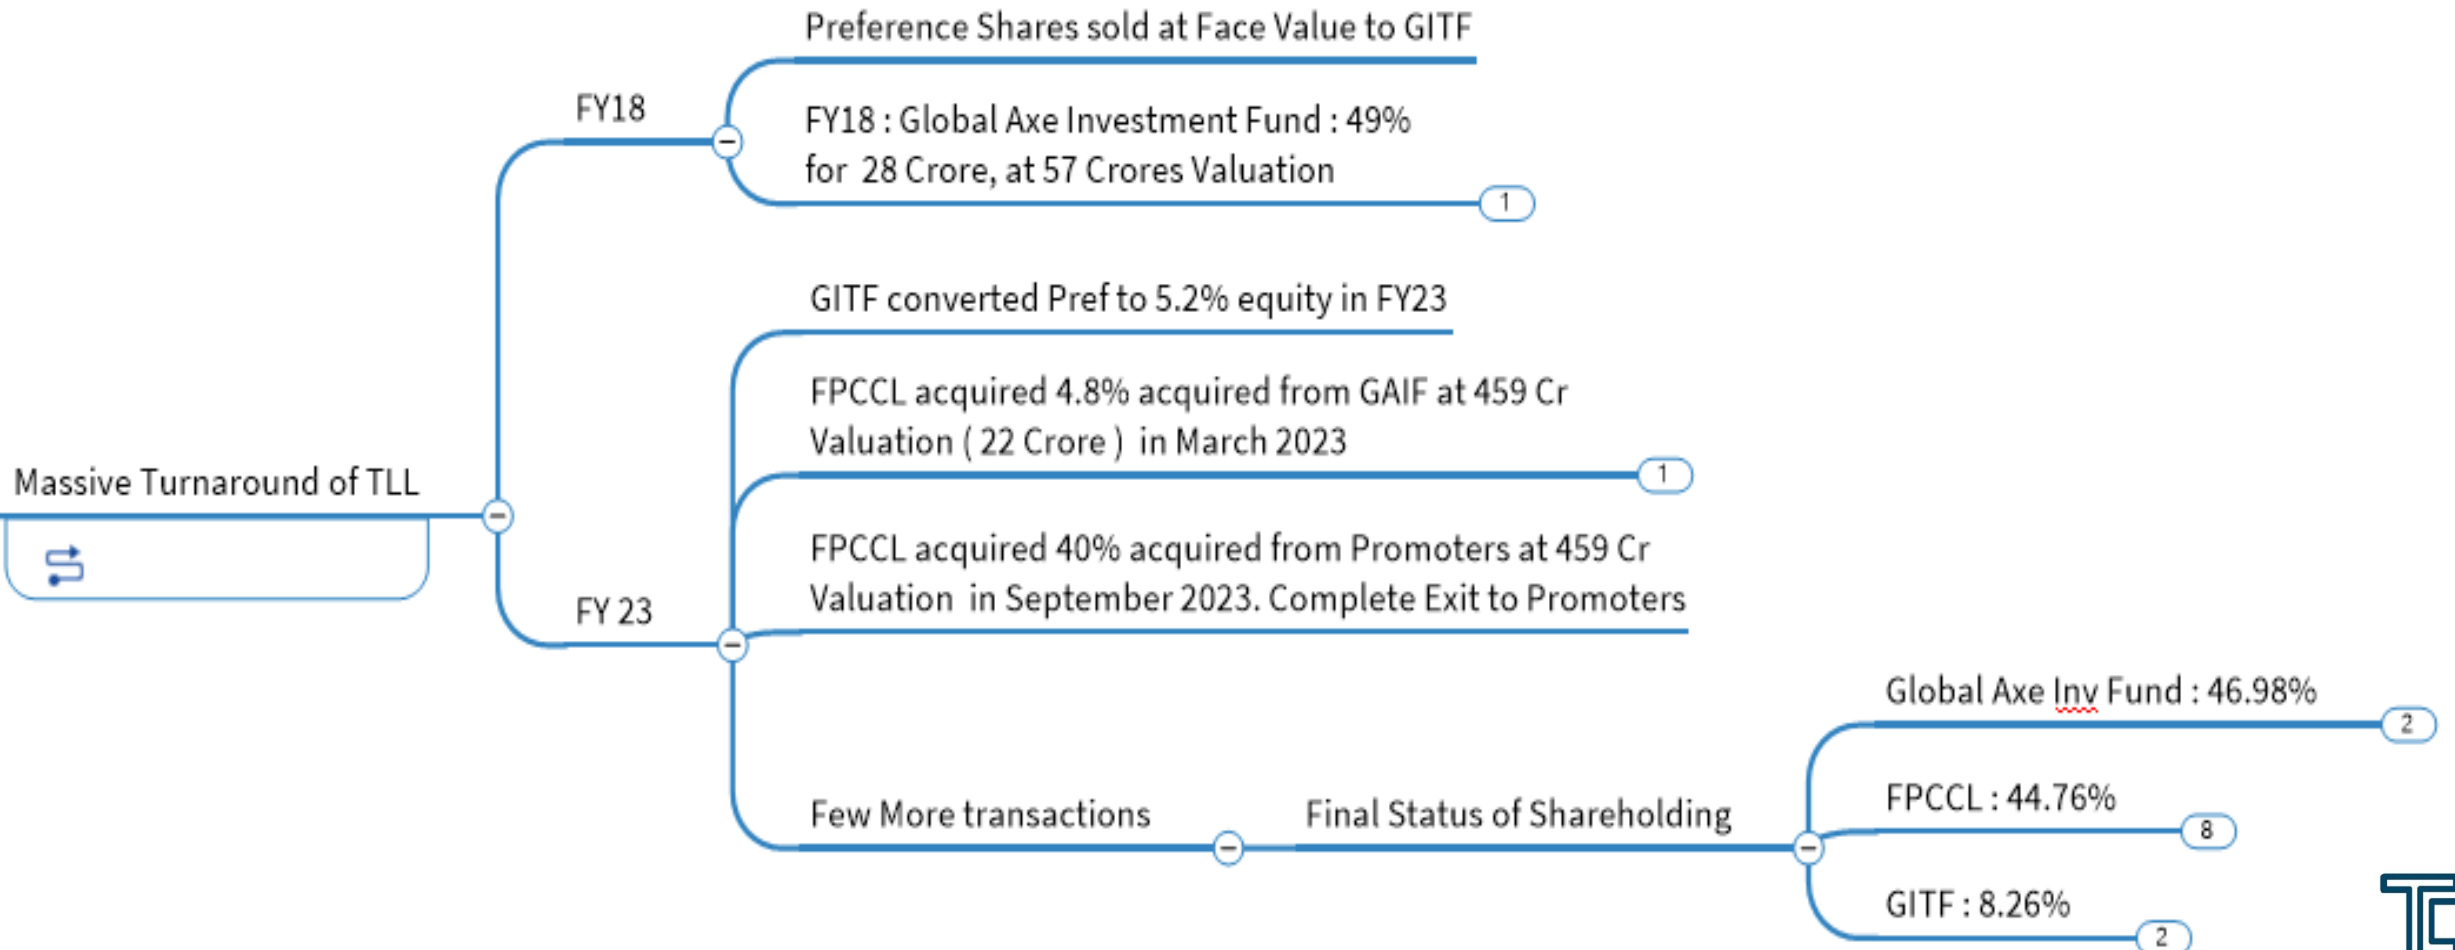 Preference Shares sold at Face Value to GITF
FY18
FY18 : Global Axe Investment Fund : 49%
for 28 Crore, at 57 Crores Valuation
1
GITF converted Pref to 5.2% equity in FY23
FPCCL acquired 4.8% acquired from GAIF at 459 Cr
Valuation ( 22 Crore ) in March 2023
1
Massive Turnaround of TLL
FPCCL acquired 40% acquired from Promoters at 459 Cr
Valuation in September 2023. Complete Exit to Promoters
FY 23
Few More transactions
Final Status of Shareholding
Global Axe Inv Fund : 46.98%
2
FPCCL : 44.76%
8
GITF : 8.26%
2